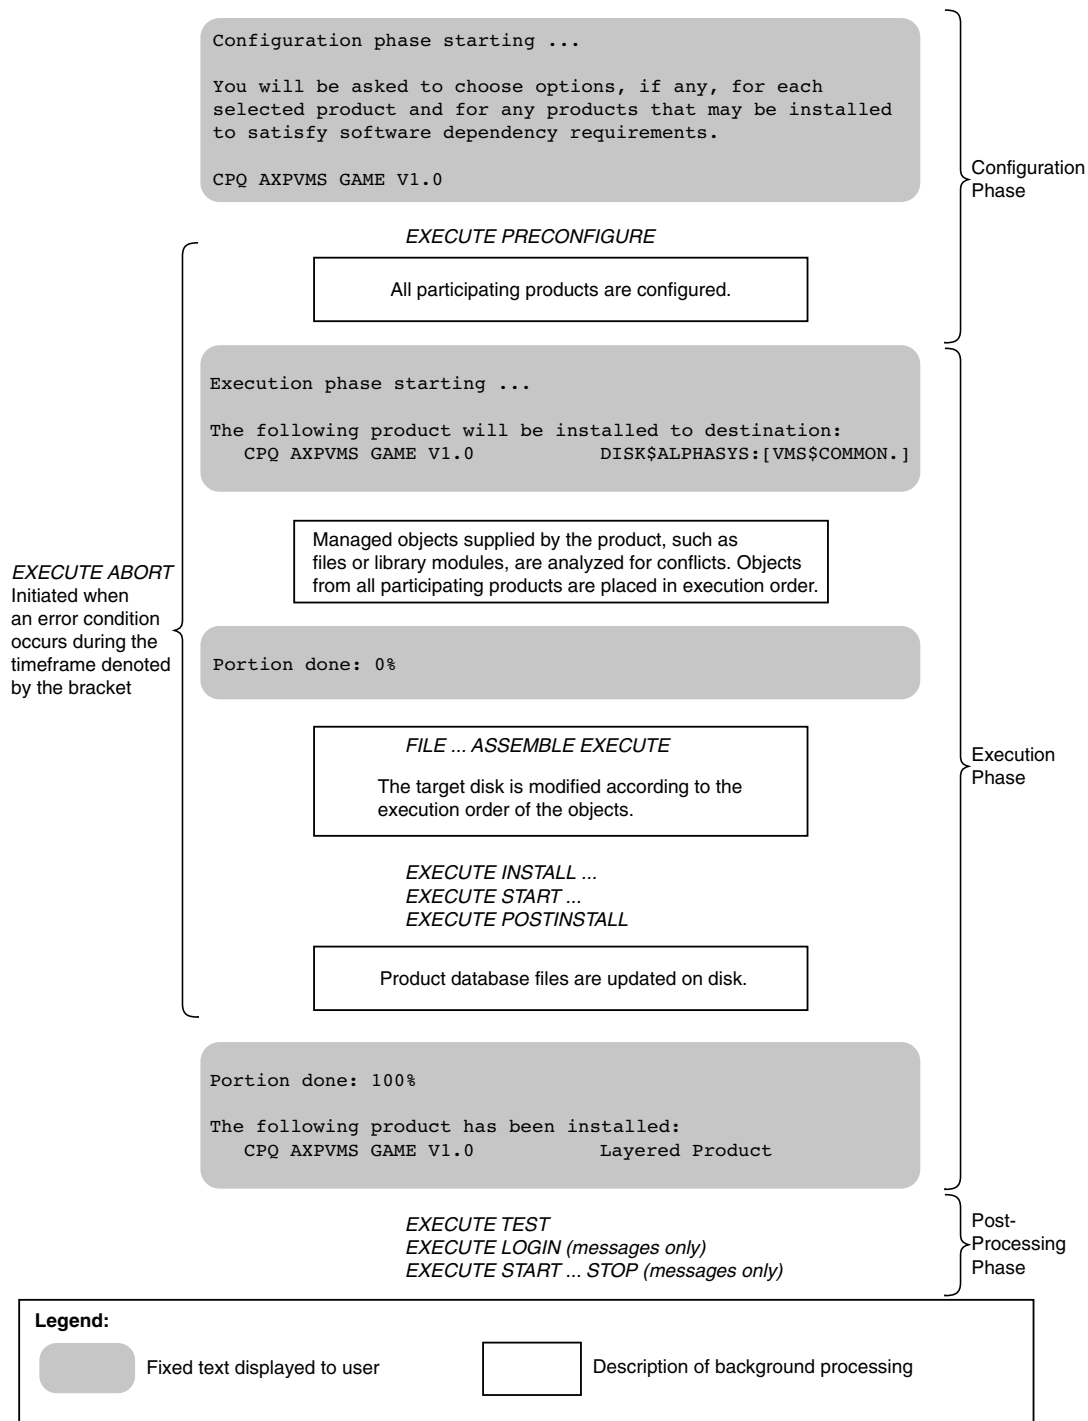 Configuration phase starting ...
You will be asked to choose options, if any, for each
selected product and for any products that may be installed
to satisfy software dependency requirements.
CPQ AXPVMS GAME V1.0
Configuration
Phase
EXECUTE PRECONFIGURE
All participating products are configured.
Execution phase starting ...
The following product will be installed to destination:
CPQ AXPVMS GAME V1.0 DISK$ALPHASYS:[VMS$COMMON.]
Managed objects supplied by the product, such as
files or library modules, are analyzed for conflicts. Objects
from all participating products are placed in execution order.
EXECUTE ABORT
Initiated when
an error condition
occurs during the
timeframe denoted
by the bracket
Portion done: 0%
FILE ... ASSEMBLE EXECUTE
The target disk is modified according to the
execution order of the objects.
Execution
Phase
EXECUTE INSTALL ...
EXECUTE START ...
EXECUTE POSTINSTALL
Product database files are updated on disk.
Portion done: 100%
The following product has been installed:
CPQ AXPVMS GAME V1.0 Layered Product
EXECUTE TEST
EXECUTE LOGIN (messages only)
EXECUTE START ... STOP (messages only)
Post-
Processing
Phase
Legend:
Fixed text displayed to user
Description of background processing